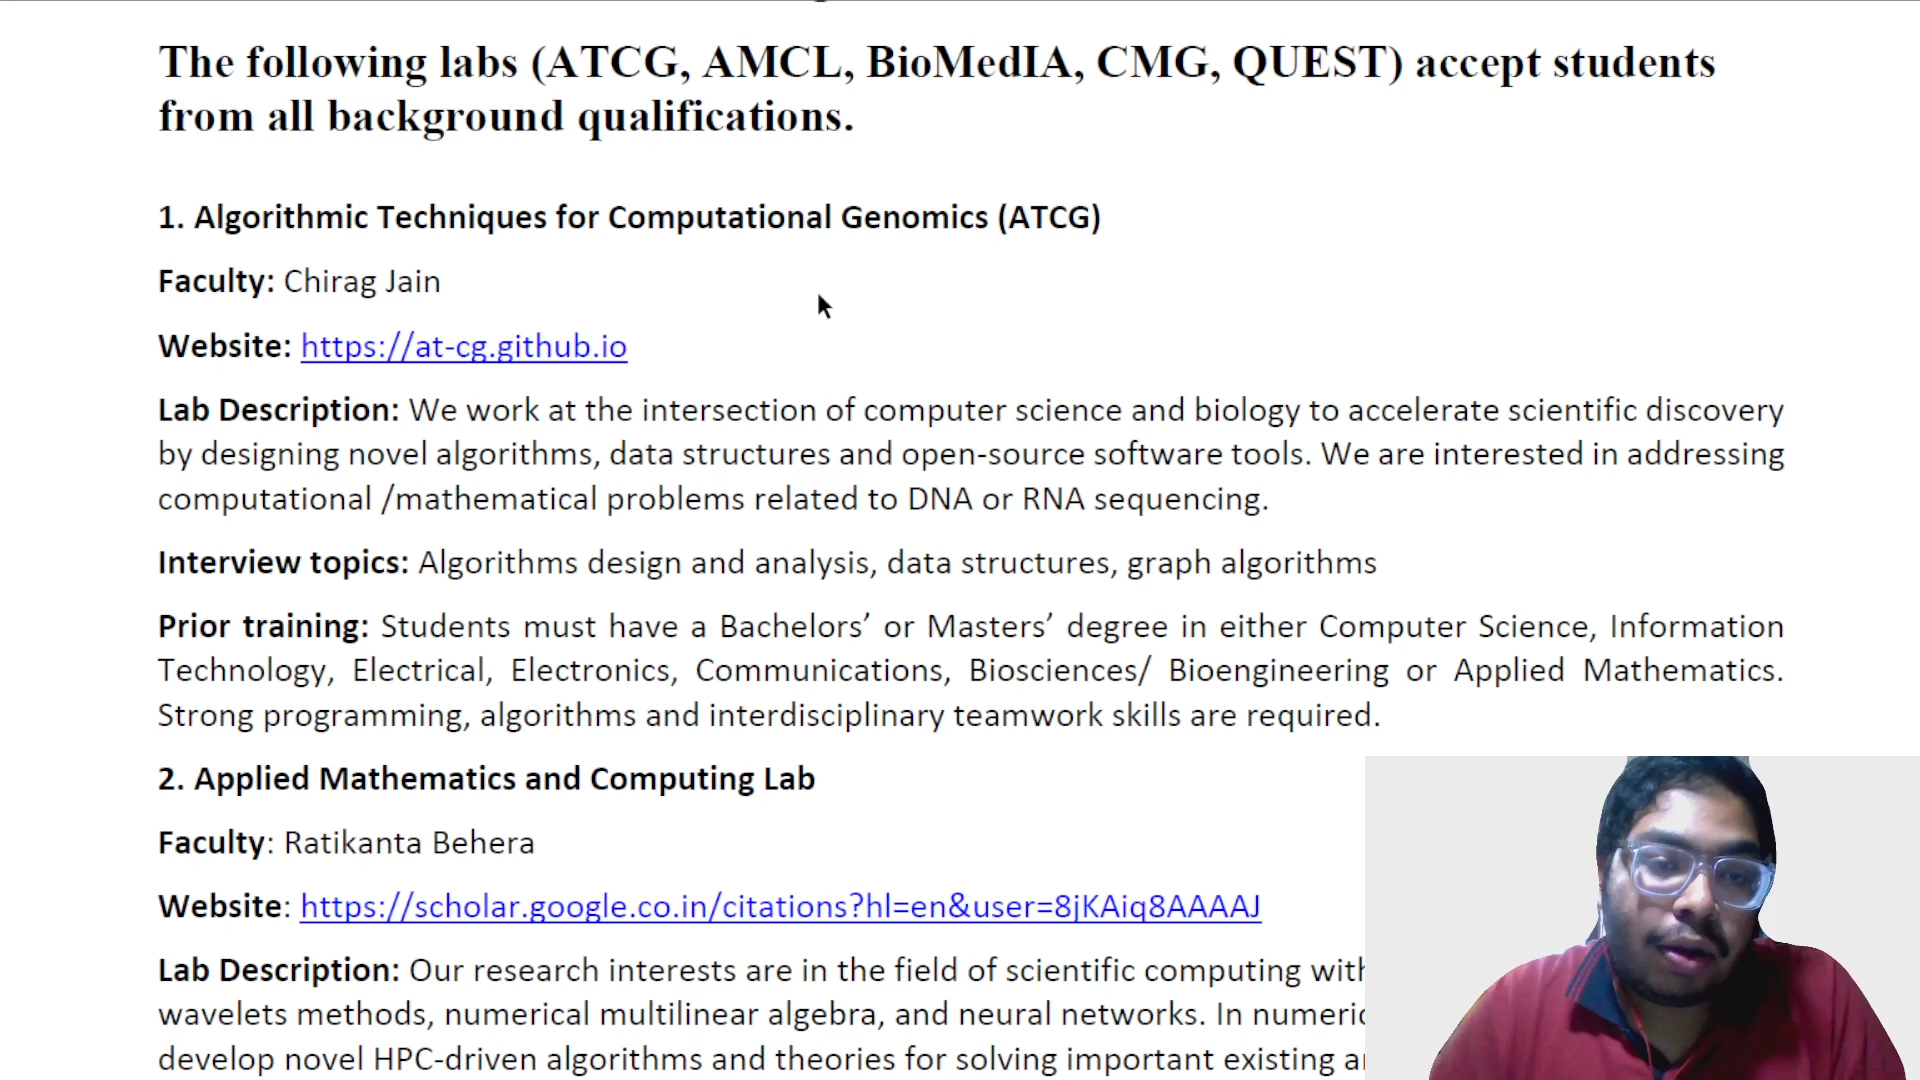 The following labs (ATCG, AMCL, BioMedIA, CMG, QUEST) accept students
from all background qualifications.
1. Algorithmic Techniques for Computational Genomics (ATCG)
Faculty: Chirag Jain
Website: https://at-cg.github.io
Lab Description: We work at the intersection of computer science and biology to accelerate scientific discovery
by designing novel algorithms, data structures and open-source software tools. We are interested in addressing
computational /mathematical problems related to DNA or RNA sequencing.
Interview topics: Algorithms design and analysis, data structures, graph algorithms
Prior training: Students must have a Bachelors’ or Masters’ degree in either Computer Science, Information
Technology, Electrical, Electronics, Communications, Biosciences/ Bioengineering or Applied Mathematics.
Strong programming, algorithms and interdisciplinary teamwork skills are required.
2. Applied Mathematics and Computing Lab
Faculty: Ratikanta Behera
Website: https://scholar.google.co.in/citations?hl=en&user=8jKAiq8AAAAJ
Lab Description: Our research interests are in the field of scientific computing with
wavelets methods, numerical multilinear algebra, and neural networks. In
develop novel HPC-driven algorithms and theories for solving important existing